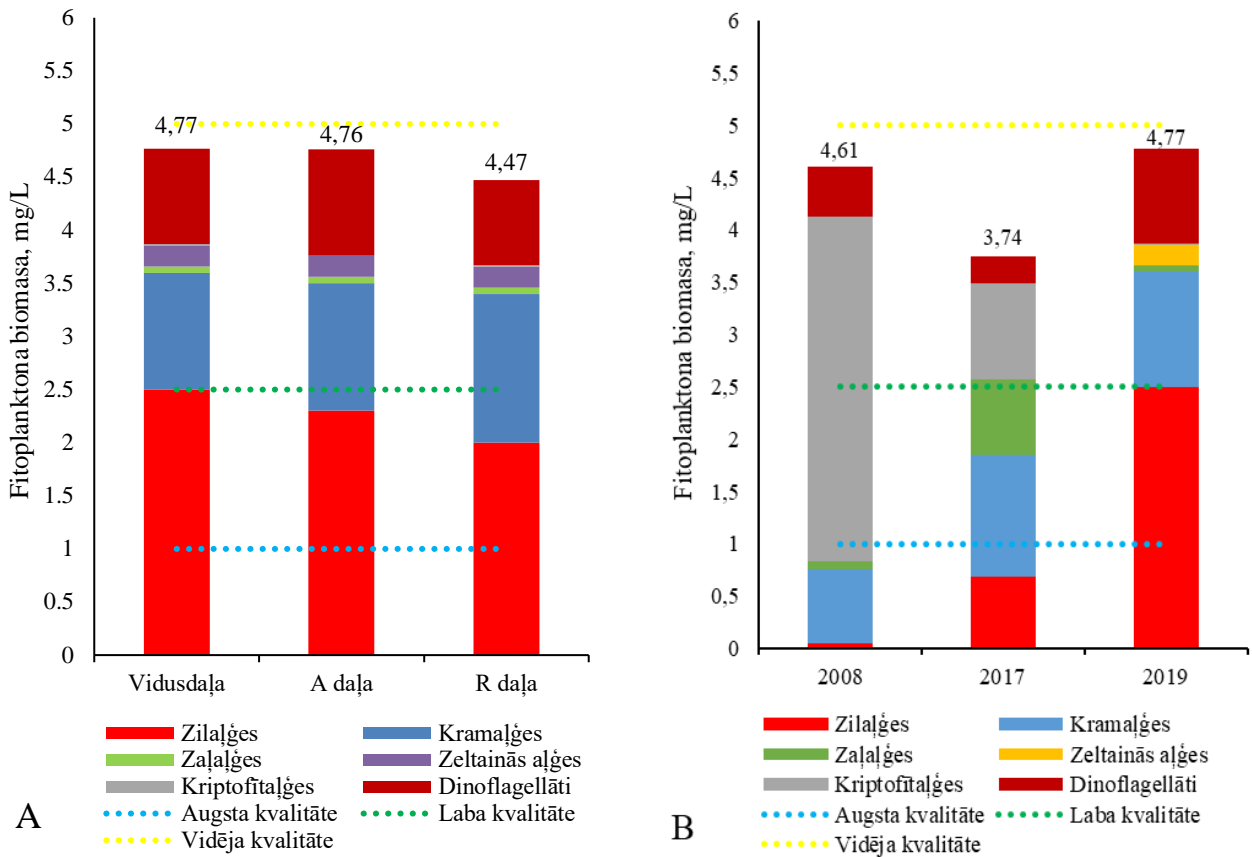 Fitoplanktona biomasa, mg/L
6
5.5
5
4.5
4
3.5
3
2.5
2
1.5
1
0.5
0
4,77
4,76
4,47
Vidusdaļa
A daļa
R daļa
Zilaļģes
Kramaļģes
Zaļaļģes
Zeltainās aļģes
Kriptofītaļģes
Dinoflagellāti
Augsta kvalitāte
Laba kvalitāte
Vidēja kvalitāte
A
Fitoplanktona biomasa, mg/L
6
5,5
5
4,5
4
3,5
3
2,5
2
1,5
1
0,5
0
4,61
3,74
4,77
2008
2017
2019
Zilaļģes
Kramaļģes
Zaļaļģes
Zeltainās aļģes
Kriptofītaļģes
Dinoflagellāti
Augsta kvalitāte
Laba kvalitāte
Vidēja kvalitāte
B